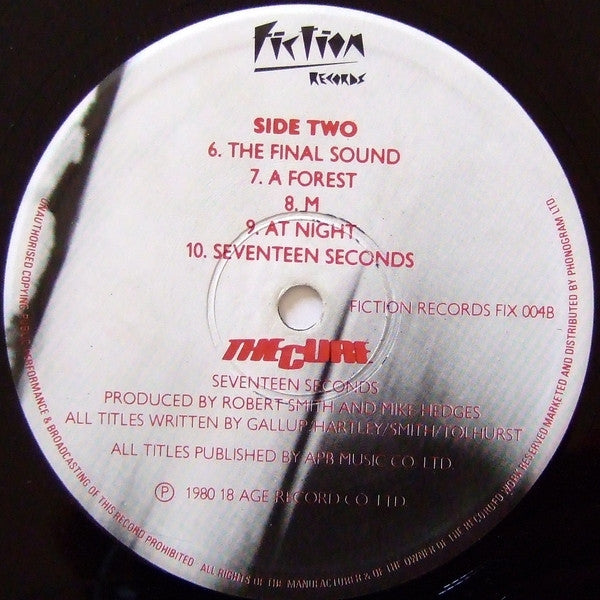 Fiction
Records
SIDE TWO
6. THE FINAL SOUND
7. A FOREST
8. M
9. AT NIGHT
10. SEVENTEEN SECONDS
FICTION RECORDS FIX 004B
THE CURE
SEVENTEEN SECONDS
PRODUCED BY ROBERT SMITH AND MIKE HEDGES
ALL TITLES WRITTEN BY GALLUP/HARTLEY/SMITH/TOLHURST
ALL TITLES PUBLISHED BY APB MUSIC CO. LTD.
℗ 1980 18 AGE RECORD CO. LTD.
UNAUTHORISED COPYING PUBLIC PERFORMANCE & BROADCASTING OF THIS RECORD PROHIBITED ALL RIGHTS OF THE MANUFACTURER & OF THE OWNER OF THE RECORDED WORK RESERVED MARKETED AND DISTRIBUTED BY PHONOGRAM LTD.